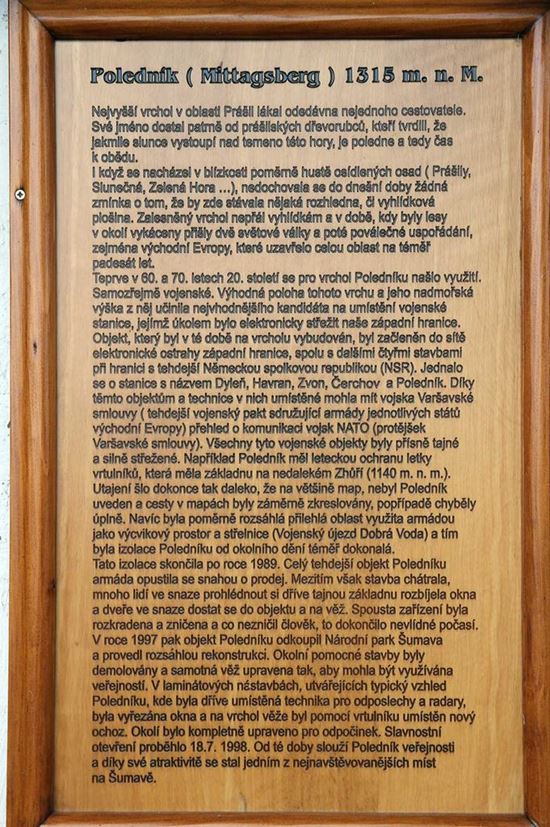 Poledník ( Mittagsberg ) 1315 m. n. M.
Nejvyšší vrchol v oblasti Prášil lákal odedávna nejednoho cestovatele.
Své jméno dostal patrně od prášilských dřevorubců, kteří tvrdili, že
jakmile slunce vystoupí nad temeno této hory, je poledne a tedy čas
k obědu.
I když se nacházel v blízkosti poměrně hustě osídlených osad ( Prášily,
Slunečná, Zelená Hora ...), nedochovala se do dnešní doby žádná
zmínka o tom, že by zde stávala nějaká rozhledna, či vyhlídková
plošina. Zalesněný vrchol nepřál vyhlídkám a v době, kdy byly lesy
v okolí vykáceny přišly dvě světové války a poté poválečné uspořádání,
zejména východní Evropy, které uzavřelo celou oblast na téměř
padesát let.
Teprve v 60. a 70. letech 20. století se pro vrchol Poledníku našlo využití.
Samozřejmě vojenské. Výhodná poloha tohoto vrchu a jeho nadmořská
výška z něj učinila nejvhodnějšího kandidáta na umístění vojenské
stanice, jejímž úkolem bylo elektronicky střežit naše západní hranice.
Objekt, který byl v té době na vrcholu vybudován, byl začleněn do sítě
elektronické ostrahy západní hranice, spolu s dalšími čtyřmi stavbami
při hranici s tehdejší Německou spolkovou republikou (NSR). Jednalo
se o stanice s názvem Dyleň, Havran, Zvon, Čerchov a Poledník. Díky
těmto objektům a technice v nich umístěné mohla mít vojska Varšavské
smlouvy ( tehdejší vojenský pakt sdružující armády jednotlivých států
východní Evropy) přehled o komunikaci vojsk NATO (protějšek
Varšavské smlouvy). Všechny tyto vojenské objekty byly přísně tajné
a silně střežené. Například Poledník měl leteckou ochranu letky
vrtulníků, která měla základnu na nedalekém Zhůří (1140 m. n. m.).
Utajení šlo dokonce tak daleko, že na většině map, nebyl Poledník
uveden a cesty v mapách byly záměrně zkreslovány, popřípadě chyběly
úplně. Navíc byla poměrně rozsáhlá přilehlá oblast využita armádou
jako výcvikový prostor a střelnice (Vojenský újezd Dobrá Voda) a tím
byla izolace Poledníku od okolního dění téměř dokonalá.
Tato izolace skončila po roce 1989. Celý tehdejší objekt Poledníku
armáda opustila se snahou o prodej. Mezitím však stavba chátrala,
mnoho lidí ve snaze prohlédnout si dříve tajnou základnu rozbíjela okna
a dveře ve snaze dostat se do objektu a na věž. Spousta zařízení byla
rozkradena a zničena a co nezničil člověk, to dokončilo nevlídné počasí.
V roce 1997 pak objekt Poledníku odkoupil Národní park Šumava
a provedl rozsáhlou rekonstrukci. Okolní pomocné stavby byly
demolovány a samotná věž upravena tak, aby mohla být využívána
veřejností. V laminátových nástavbách, utvářejících typický vzhled
Poledníku, kde byla dříve umístěná technika pro odposlechy a radary,
byla vyřezána okna a na vrchol věže byl pomocí vrtulníku umístěn nový
ochoz. Okolí bylo kompletně upraveno pro odpočinek. Slavnostní
otevření proběhlo 18.7. 1998. Od té doby slouží Poledník veřejnosti
a díky své atraktivitě se stal jedním z nejnavštěvovanějších míst
na Šumavě.